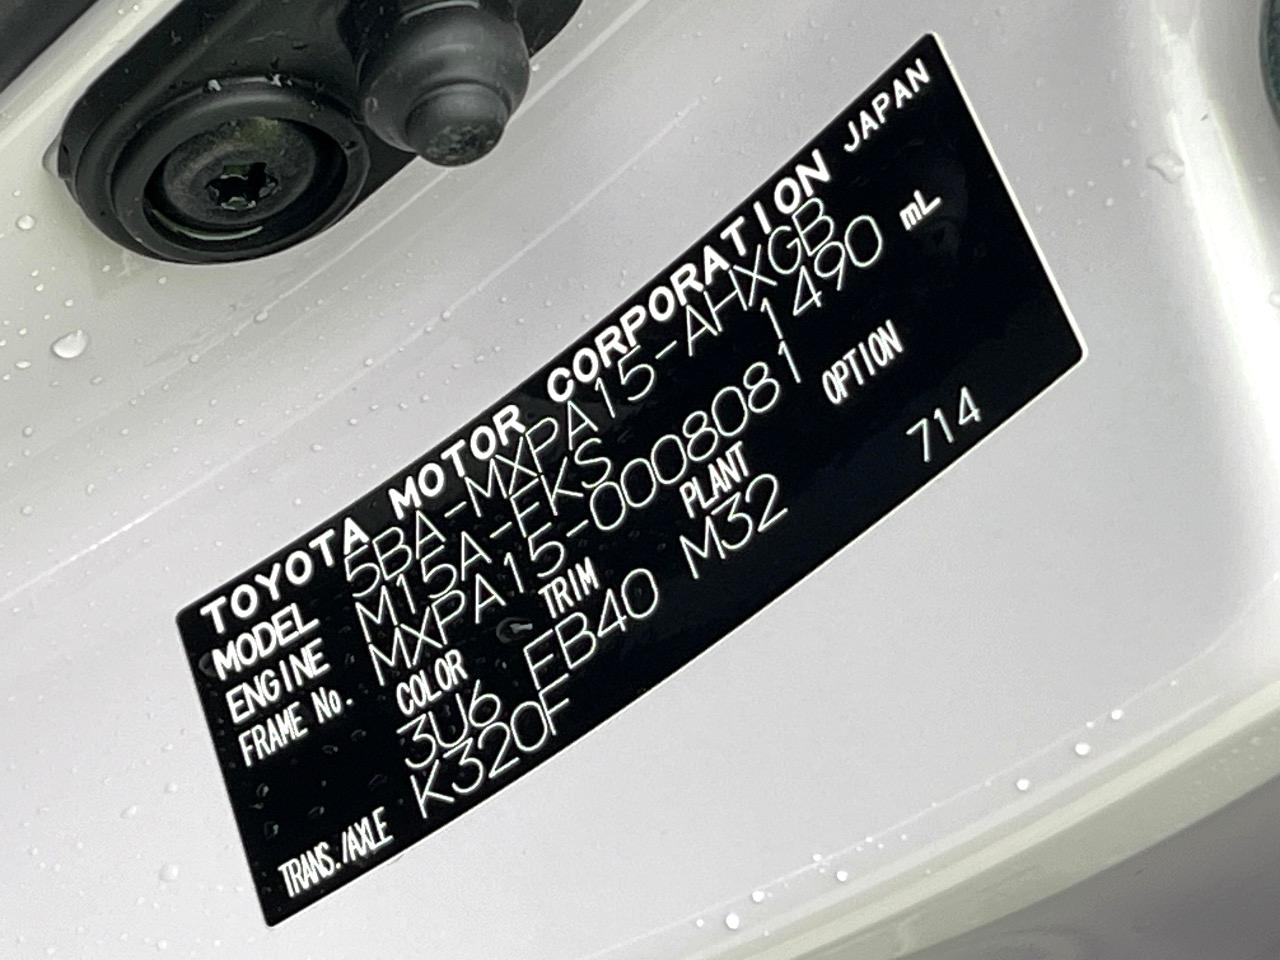 TOYOTA MOTOR CORPORATION JAPAN
MODEL 5BA-MXPA15-AHXGB
ENGINE M15A-FKS 1490 mL
FRAME No. MXPA15-0008081
COLOR TRIM PLANT OPTION
3U6 FB40 M32 714
TRANS./AXLE K320F